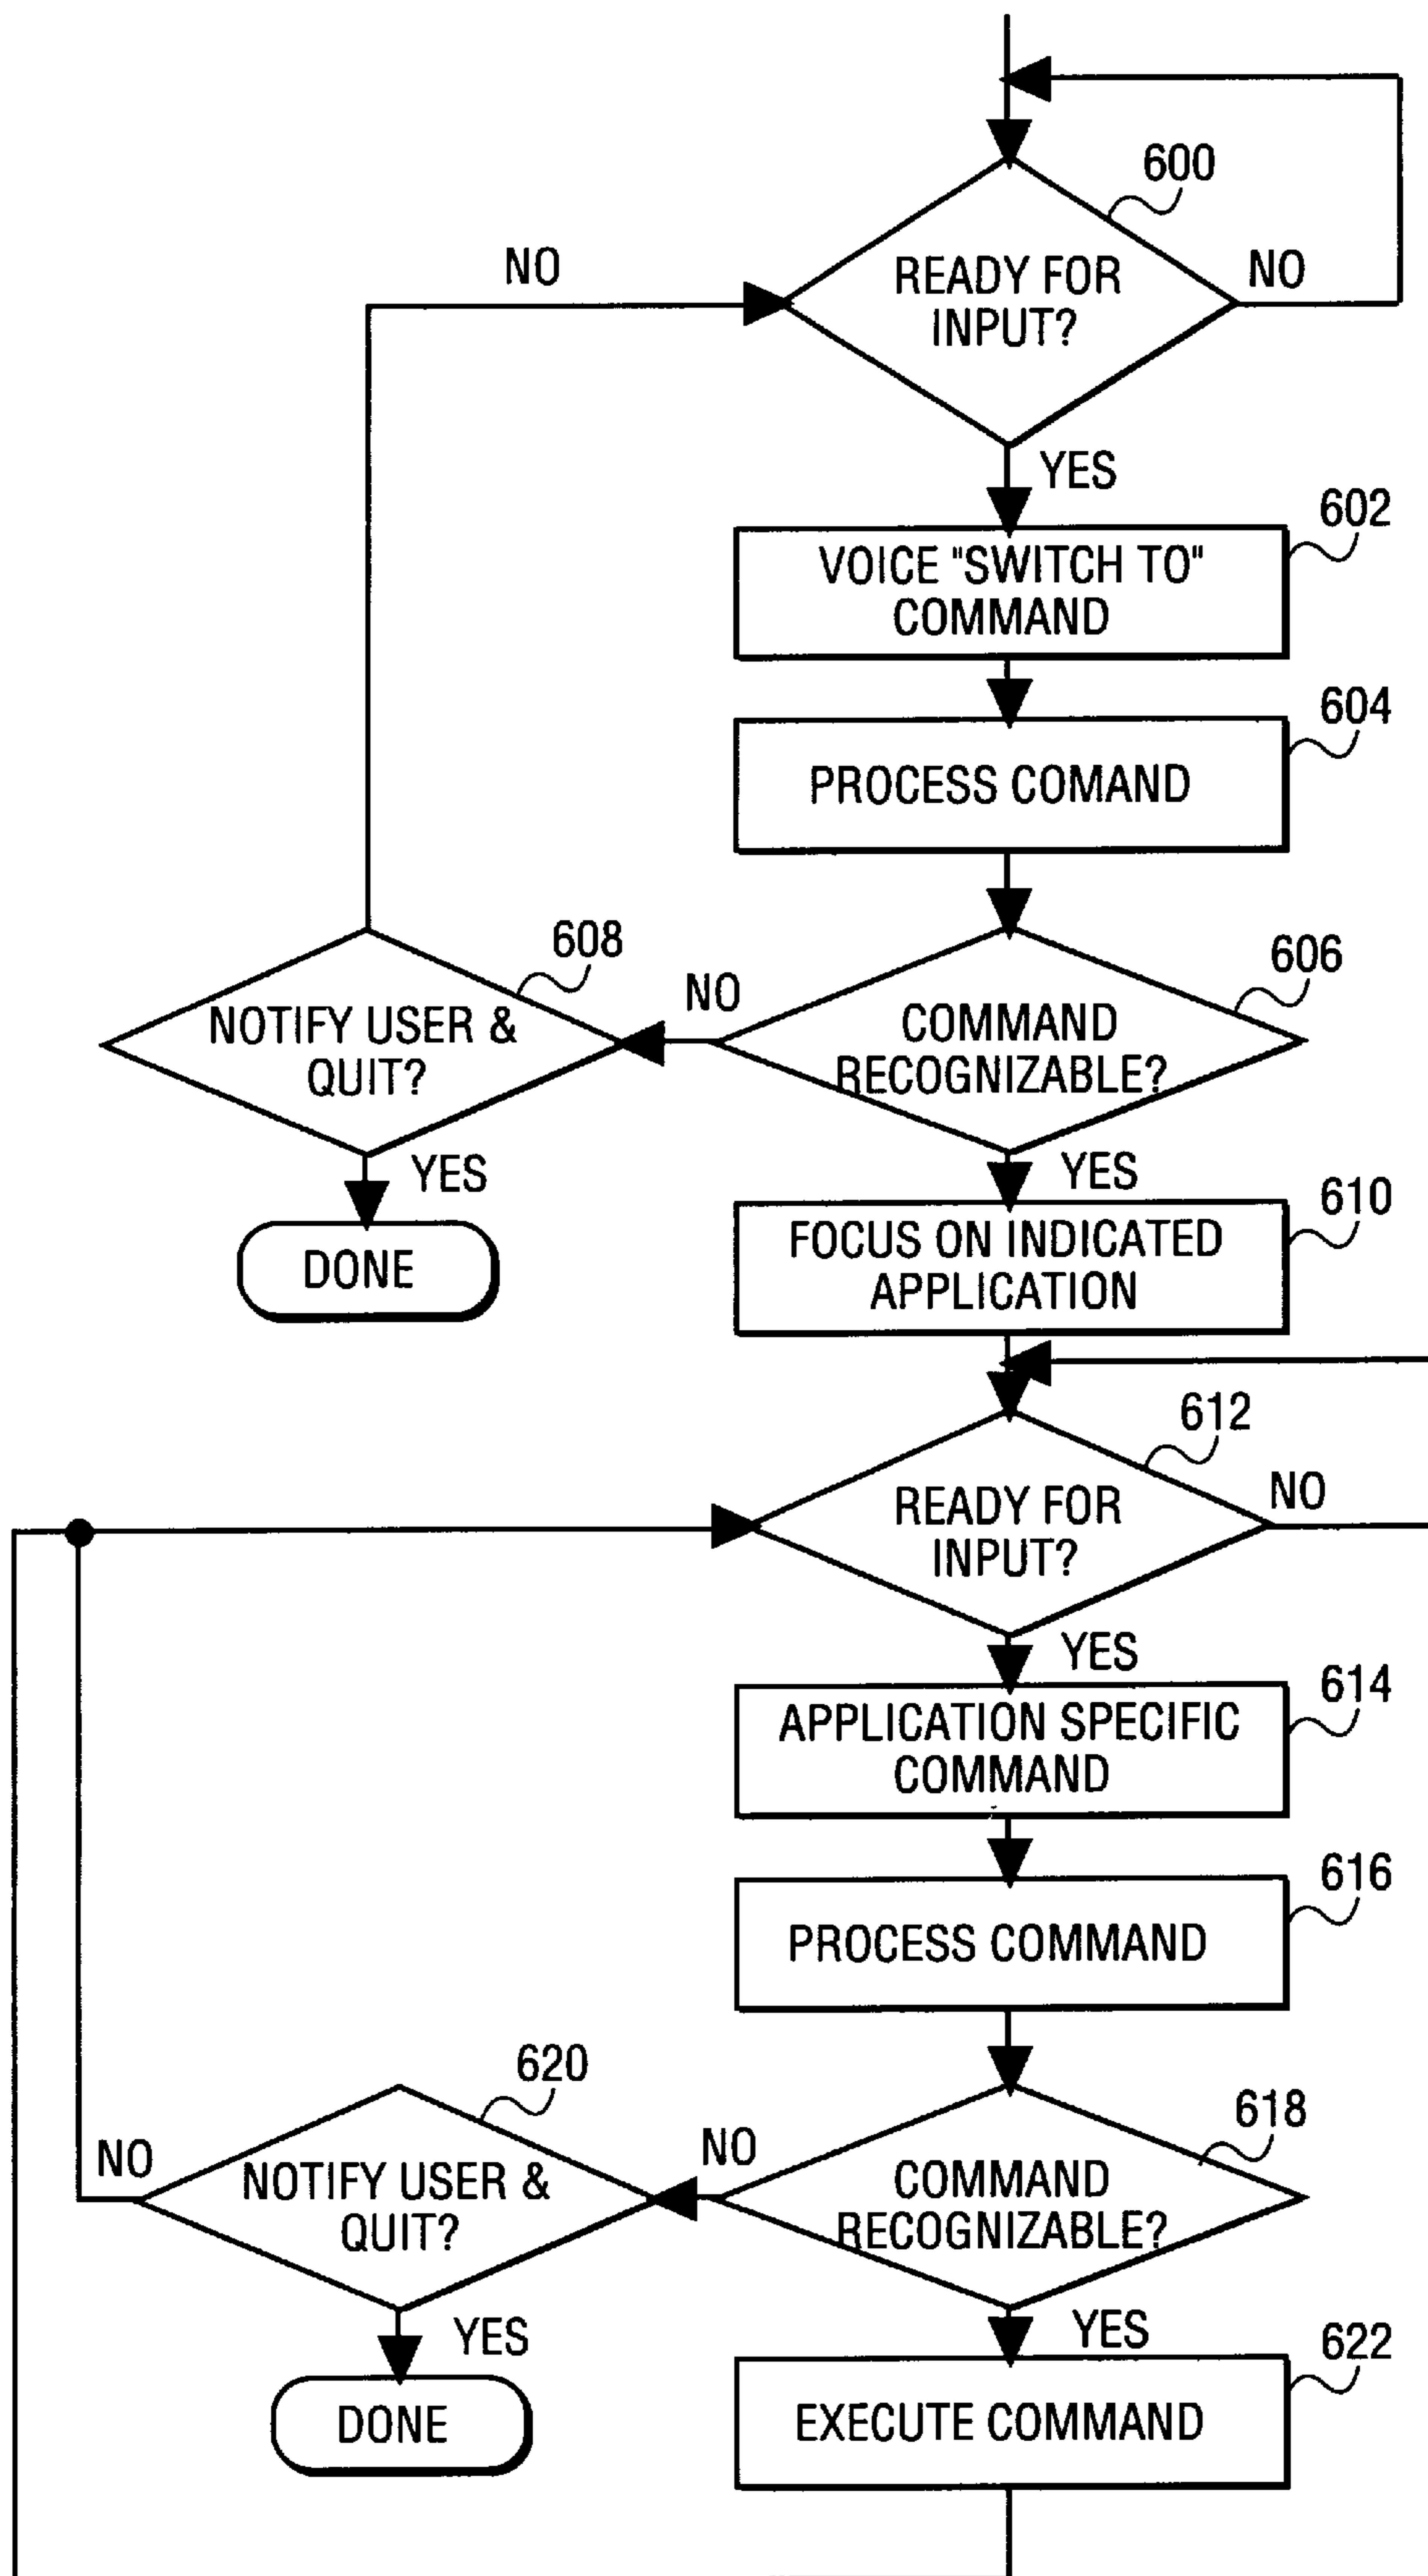 600
READY FOR
INPUT?
NO
NO
YES
602
VOICE "SWITCH TO"
COMMAND
604
PROCESS COMAND
606
COMMAND
RECOGNIZABLE?
NO
608
NOTIFY USER &
QUIT?
YES
DONE
YES
610
FOCUS ON INDICATED
APPLICATION
612
READY FOR
INPUT?
NO
YES
614
APPLICATION SPECIFIC
COMMAND
616
PROCESS COMMAND
618
COMMAND
RECOGNIZABLE?
NO
620
NOTIFY USER &
QUIT?
NO
YES
DONE
YES
622
EXECUTE COMMAND